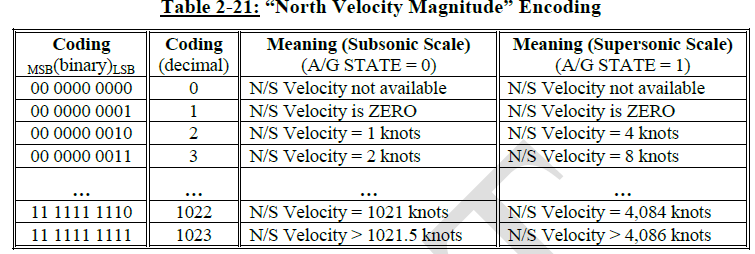 Table 2-21: “North Velocity Magnitude” Encoding
Coding Coding Meaning (Subsonic Scale) Meaning (Supersonic Scale)
MSB(binary)LSB (decimal) (A/G STATE = 0) (A/G STATE = 1)
00 0000 0000 0 N/S Velocity not available N/S Velocity not available
00 0000 0001 1 N/S Velocity is ZERO N/S Velocity is ZERO
00 0000 0010 2 N/S Velocity = 1 knots N/S Velocity = 4 knots
00 0000 0011 3 N/S Velocity = 2 knots N/S Velocity = 8 knots
... ... ... ...
11 1111 1110 1022 N/S Velocity = 1021 knots N/S Velocity = 4,084 knots
11 1111 1111 1023 N/S Velocity > 1021.5 knots N/S Velocity > 4,086 knots